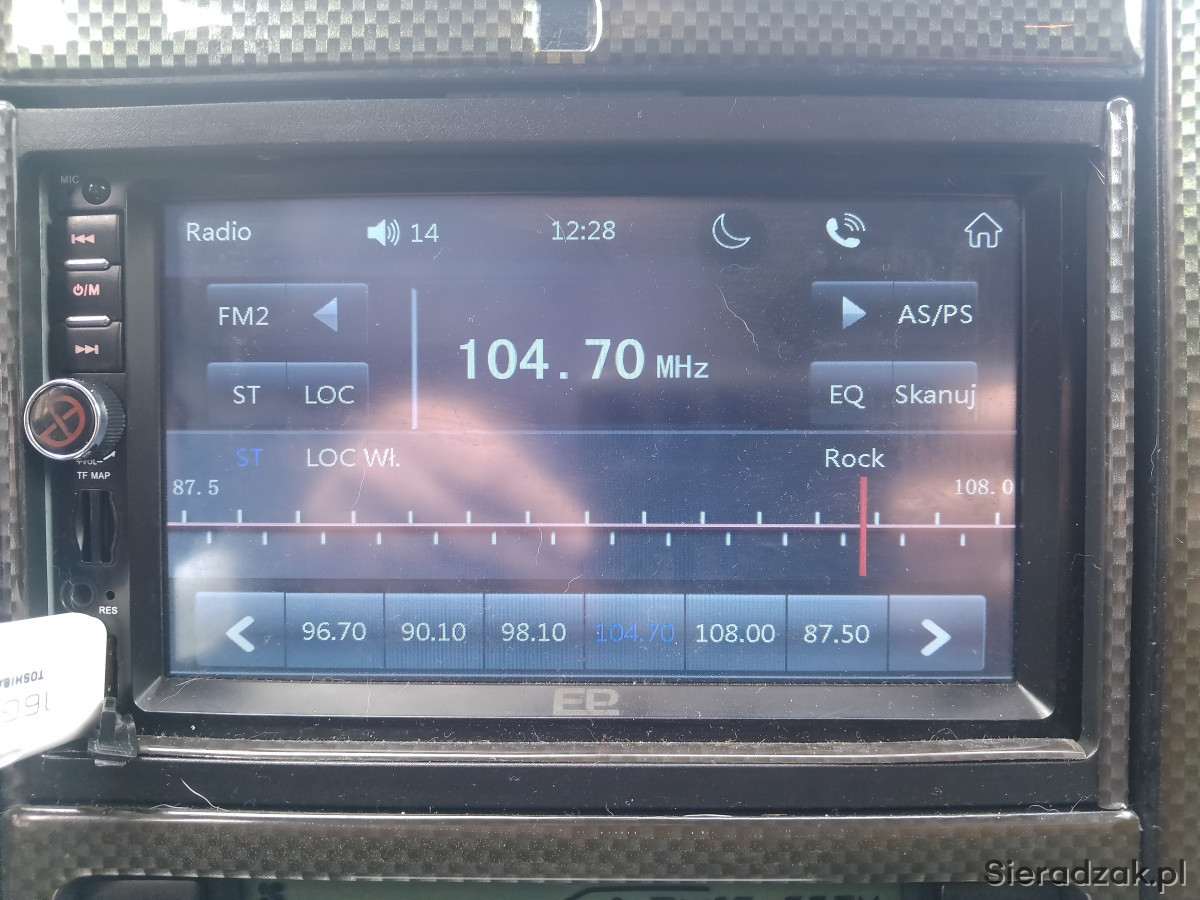 MIC
Radio 14 12:28
⏻/M
FM2 AS/PS
104.70 MHz
ST LOC EQ Skanuj
ST LOC Wł. Rock
+VOL-
TF MAP
87.5 108.0
RES
96.70 90.10 98.10 104.70 108.00 87.50
TOSHIBA
16G
EP
Sieradzak.pl